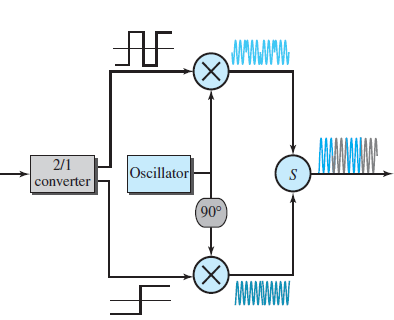 2/1
converter
Oscillator
90°
S